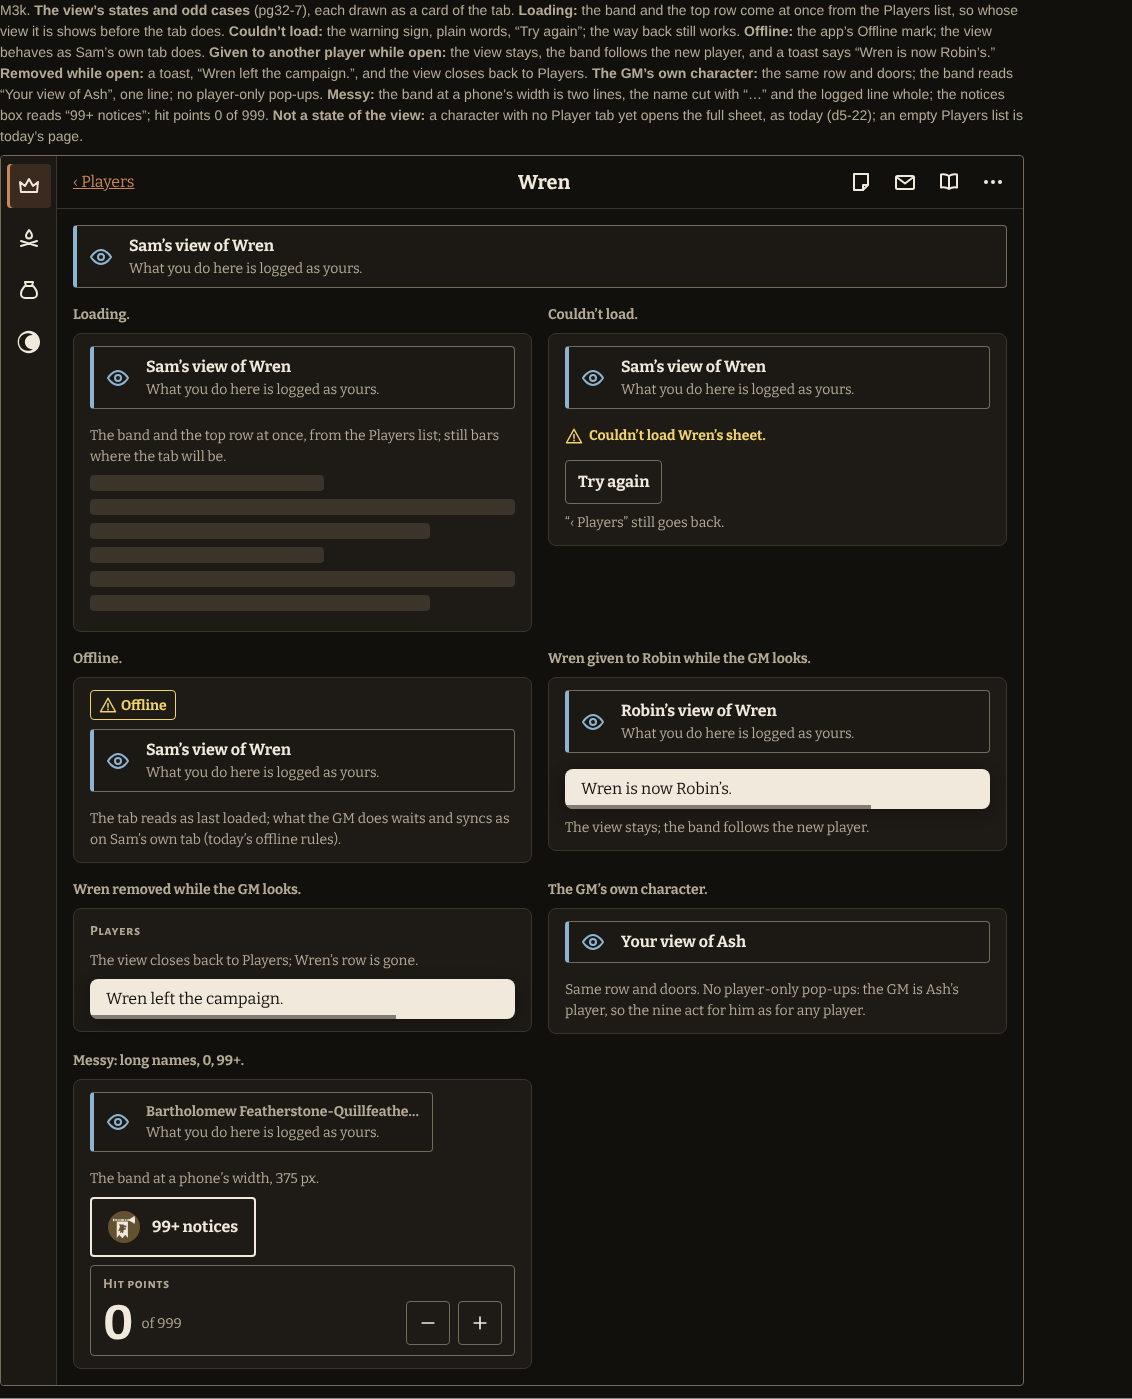 M3k. The view’s states and odd cases (pg32-7), each drawn as a card of the tab. Loading: the band and the top row come at once from the Players list, so whose
view it is shows before the tab does. Couldn’t load: the warning sign, plain words, “Try again”; the way back still works. Offline: the app’s Offline mark; the view
behaves as Sam’s own tab does. Given to another player while open: the view stays, the band follows the new player, and a toast says “Wren is now Robin’s.”
Removed while open: a toast, “Wren left the campaign.”, and the view closes back to Players. The GM’s own character: the same row and doors; the band reads
“Your view of Ash”, one line; no player-only pop-ups. Messy: the band at a phone’s width is two lines, the name cut with “…” and the logged line whole; the notices
box reads “99+ notices”; hit points 0 of 999. Not a state of the view: a character with no Player tab yet opens the full sheet, as today (d5-22); an empty Players list is
today’s page.
‹ Players
Wren
Sam’s view of Wren
What you do here is logged as yours.
Loading.
Sam’s view of Wren
What you do here is logged as yours.
The band and the top row at once, from the Players list; still bars
where the tab will be.
Couldn’t load.
Sam’s view of Wren
What you do here is logged as yours.
Couldn’t load Wren’s sheet.
Try again
“‹ Players” still goes back.
Offline.
Offline
Sam’s view of Wren
What you do here is logged as yours.
The tab reads as last loaded; what the GM does waits and syncs as
on Sam’s own tab (today’s offline rules).
Wren given to Robin while the GM looks.
Robin’s view of Wren
What you do here is logged as yours.
Wren is now Robin’s.
The view stays; the band follows the new player.
Wren removed while the GM looks.
Players
The view closes back to Players; Wren’s row is gone.
Wren left the campaign.
The GM’s own character.
Your view of Ash
Same row and doors. No player-only pop-ups: the GM is Ash’s
player, so the nine act for him as for any player.
Messy: long names, 0, 99+.
Bartholomew Featherstone-Quillfeathe…
What you do here is logged as yours.
The band at a phone’s width, 375 px.
99+ notices
Hit points
0 of 999